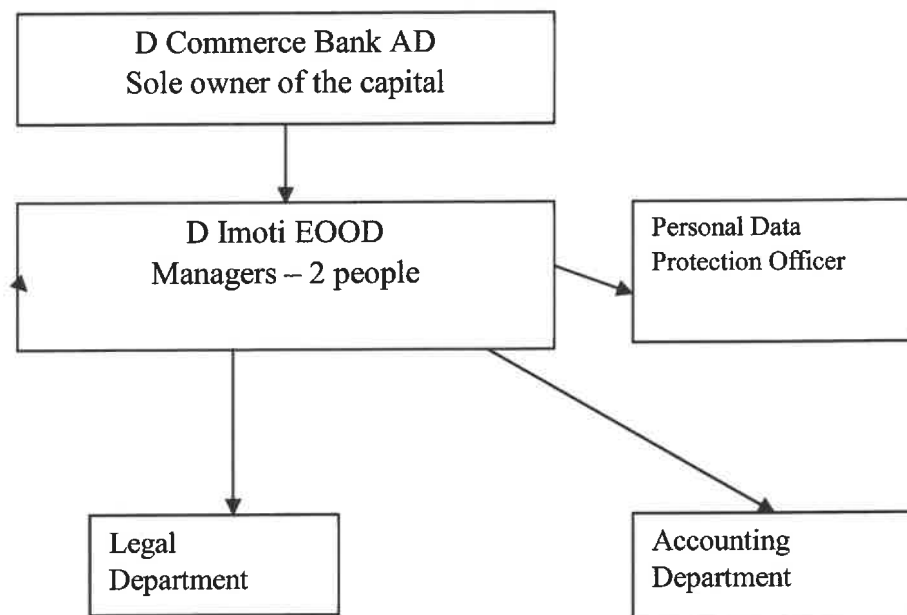 D Commerce Bank AD
Sole owner of the capital
D Imoti EOOD
Managers – 2 people
Personal Data
Protection Officer
Legal
Department
Accounting
Department